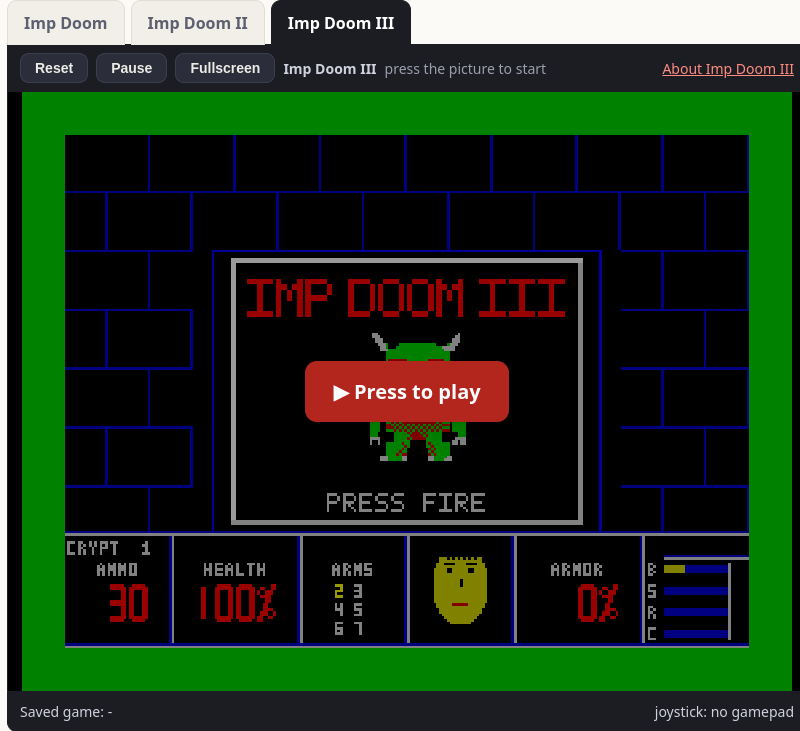 Imp Doom Imp Doom II Imp Doom III
Reset Pause Fullscreen Imp Doom III press the picture to start About Imp Doom III
IMP DOOM III
▶ Press to play
PRESS FIRE
CRYPT 1
AMMO HEALTH ARMS ARMOR B
30 100% 2 3 0% S
4 5 R
6 7 C
Saved game: - joystick: no gamepad